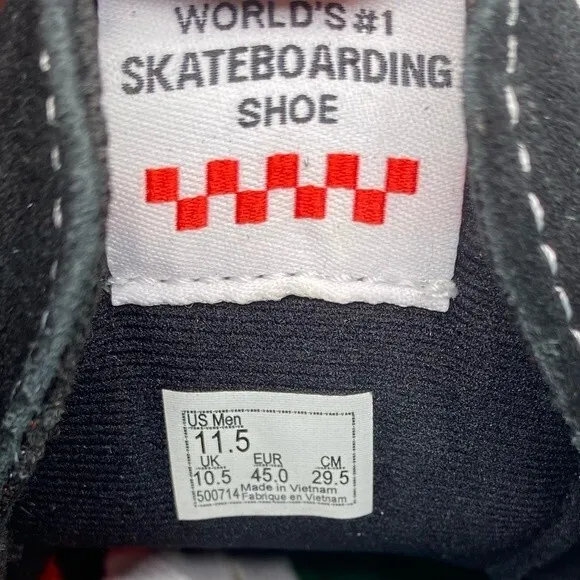 WORLD'S #1
SKATEBOARDING
SHOE
US Men
11.5
UK EUR CM
10.5 45.0 29.5
500714 Made in Vietnam
Fabrique en Vietnam